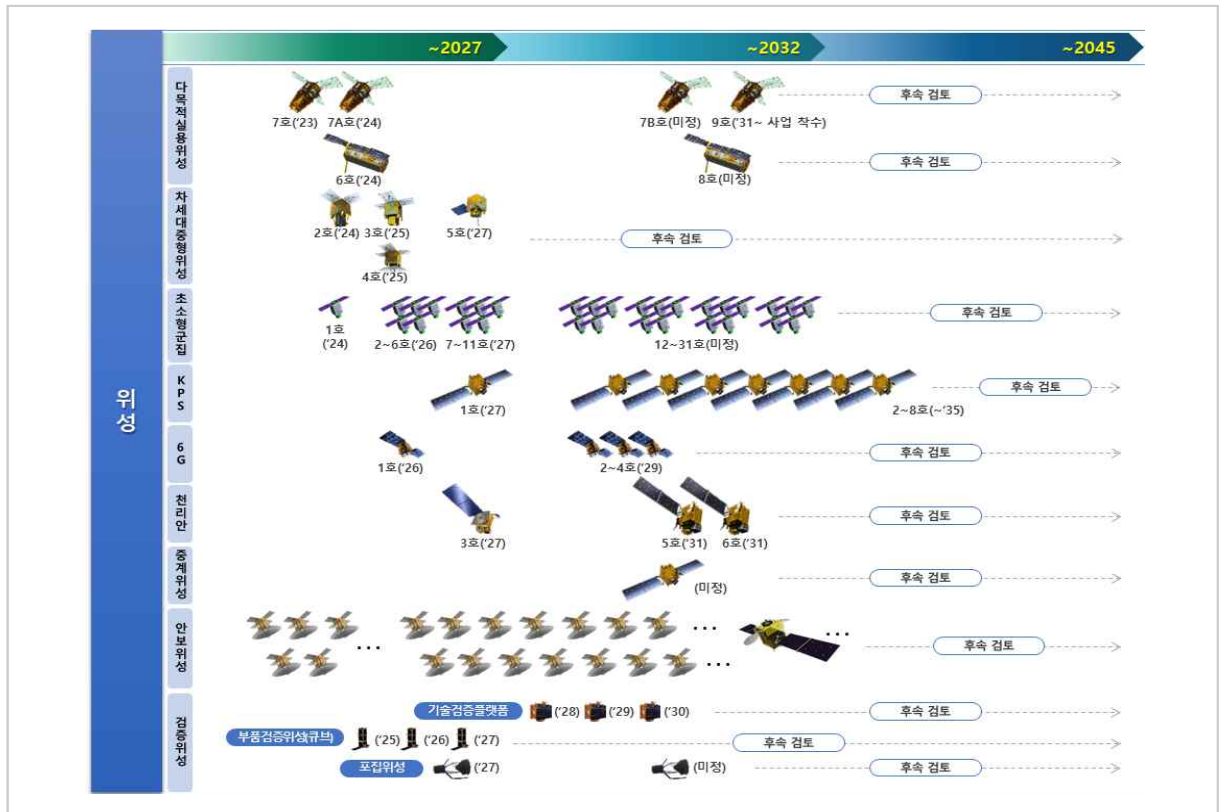 ~2027 ~2032 ~2045
위성
다목적실용위성
7호('23) 7A호('24) 7B호(미정) 9호('31~ 사업 착수) 후속 검토
6호('24) 8호(미정) 후속 검토
차세대중형위성
2호('24) 3호('25) 5호('27) 후속 검토
4호('25)
초소형군집
1호
('24) 2~6호('26) 7~11호('27) 12~31호(미정) 후속 검토
KPS
1호('27) 2~8호(~'35) 후속 검토
6G
1호('26) 2~4호('29) 후속 검토
천리안
3호('27) 5호('31) 6호('31) 후속 검토
중계위성
(미정) 후속 검토
안보위성
... ... ... ... 후속 검토
검증위성
기술검증플랫폼 ('28) ('29) ('30) 후속 검토
부품검증위성(큐브) ('25) ('26) ('27) 후속 검토
포집위성 ('27) (미정) 후속 검토